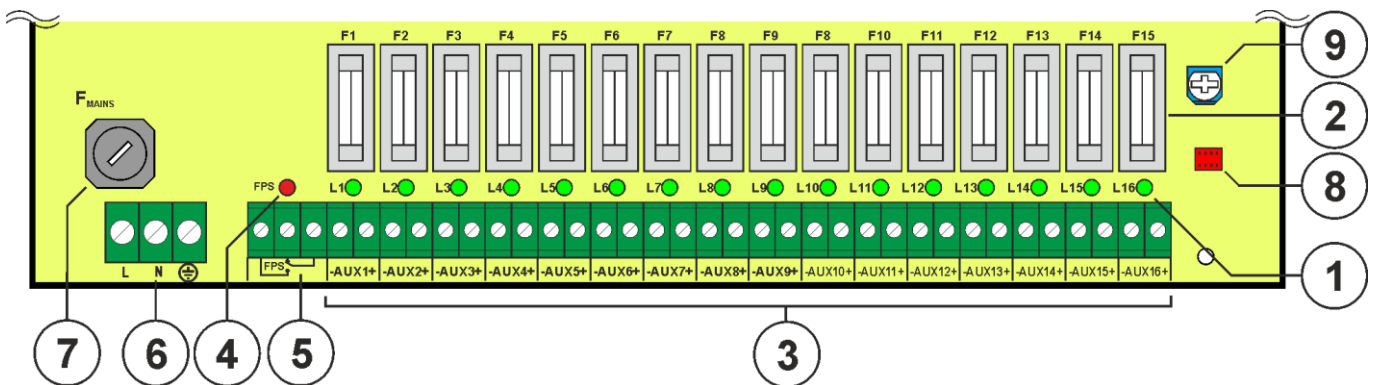 F1 F2 F3 F4 F5 F6 F7 F8 F9 F8 F10 F11 F12 F13 F14 F15
9
F MAINS
2
FPS L1 L2 L3 L4 L5 L6 L7 L8 L9 L10 L11 L12 L13 L14 L15 L16
8
L N
FPS -AUX1+ -AUX2+ -AUX3+ -AUX4+ -AUX5+ -AUX6+ -AUX7+ -AUX8+ -AUX9+ -AUX10+ -AUX11+ -AUX12+ -AUX13+ -AUX14+ -AUX15+ -AUX16+
1
7 6 4 5 3